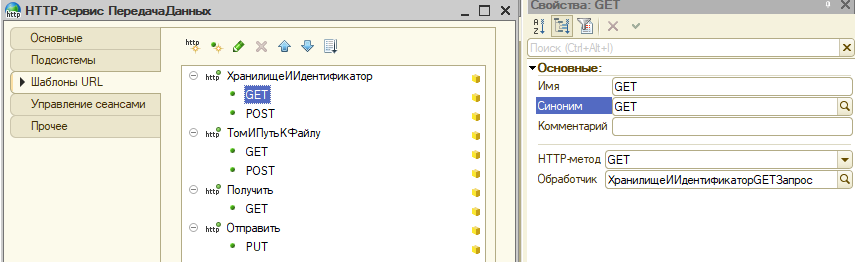 HTTP-сервис ПередачаДанных
Основные
Подсистемы
Шаблоны URL
Управление сеансами
Прочее
http
ХранилищеИИдентификатор
GET
POST
ТомИПутьКФайлу
GET
POST
Получить
GET
Отправить
PUT
Свойства: GET
Поиск (Ctrl+Alt+I)
Основные:
Имя GET
Синоним GET
Комментарий
HTTP-метод GET
Обработчик ХранилищеИИдентификаторGETЗапрос